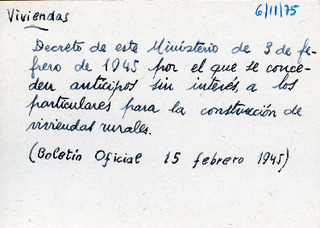 Viviendas
6/11/75
Decreto de este Ministerio de 3 de fe-
frero de 1945 por el que se conce-
den anticipos sin interés, a los
particulares para la construcción de
viviendas rurales.
(Boletín Oficial 15 febrero 1945)